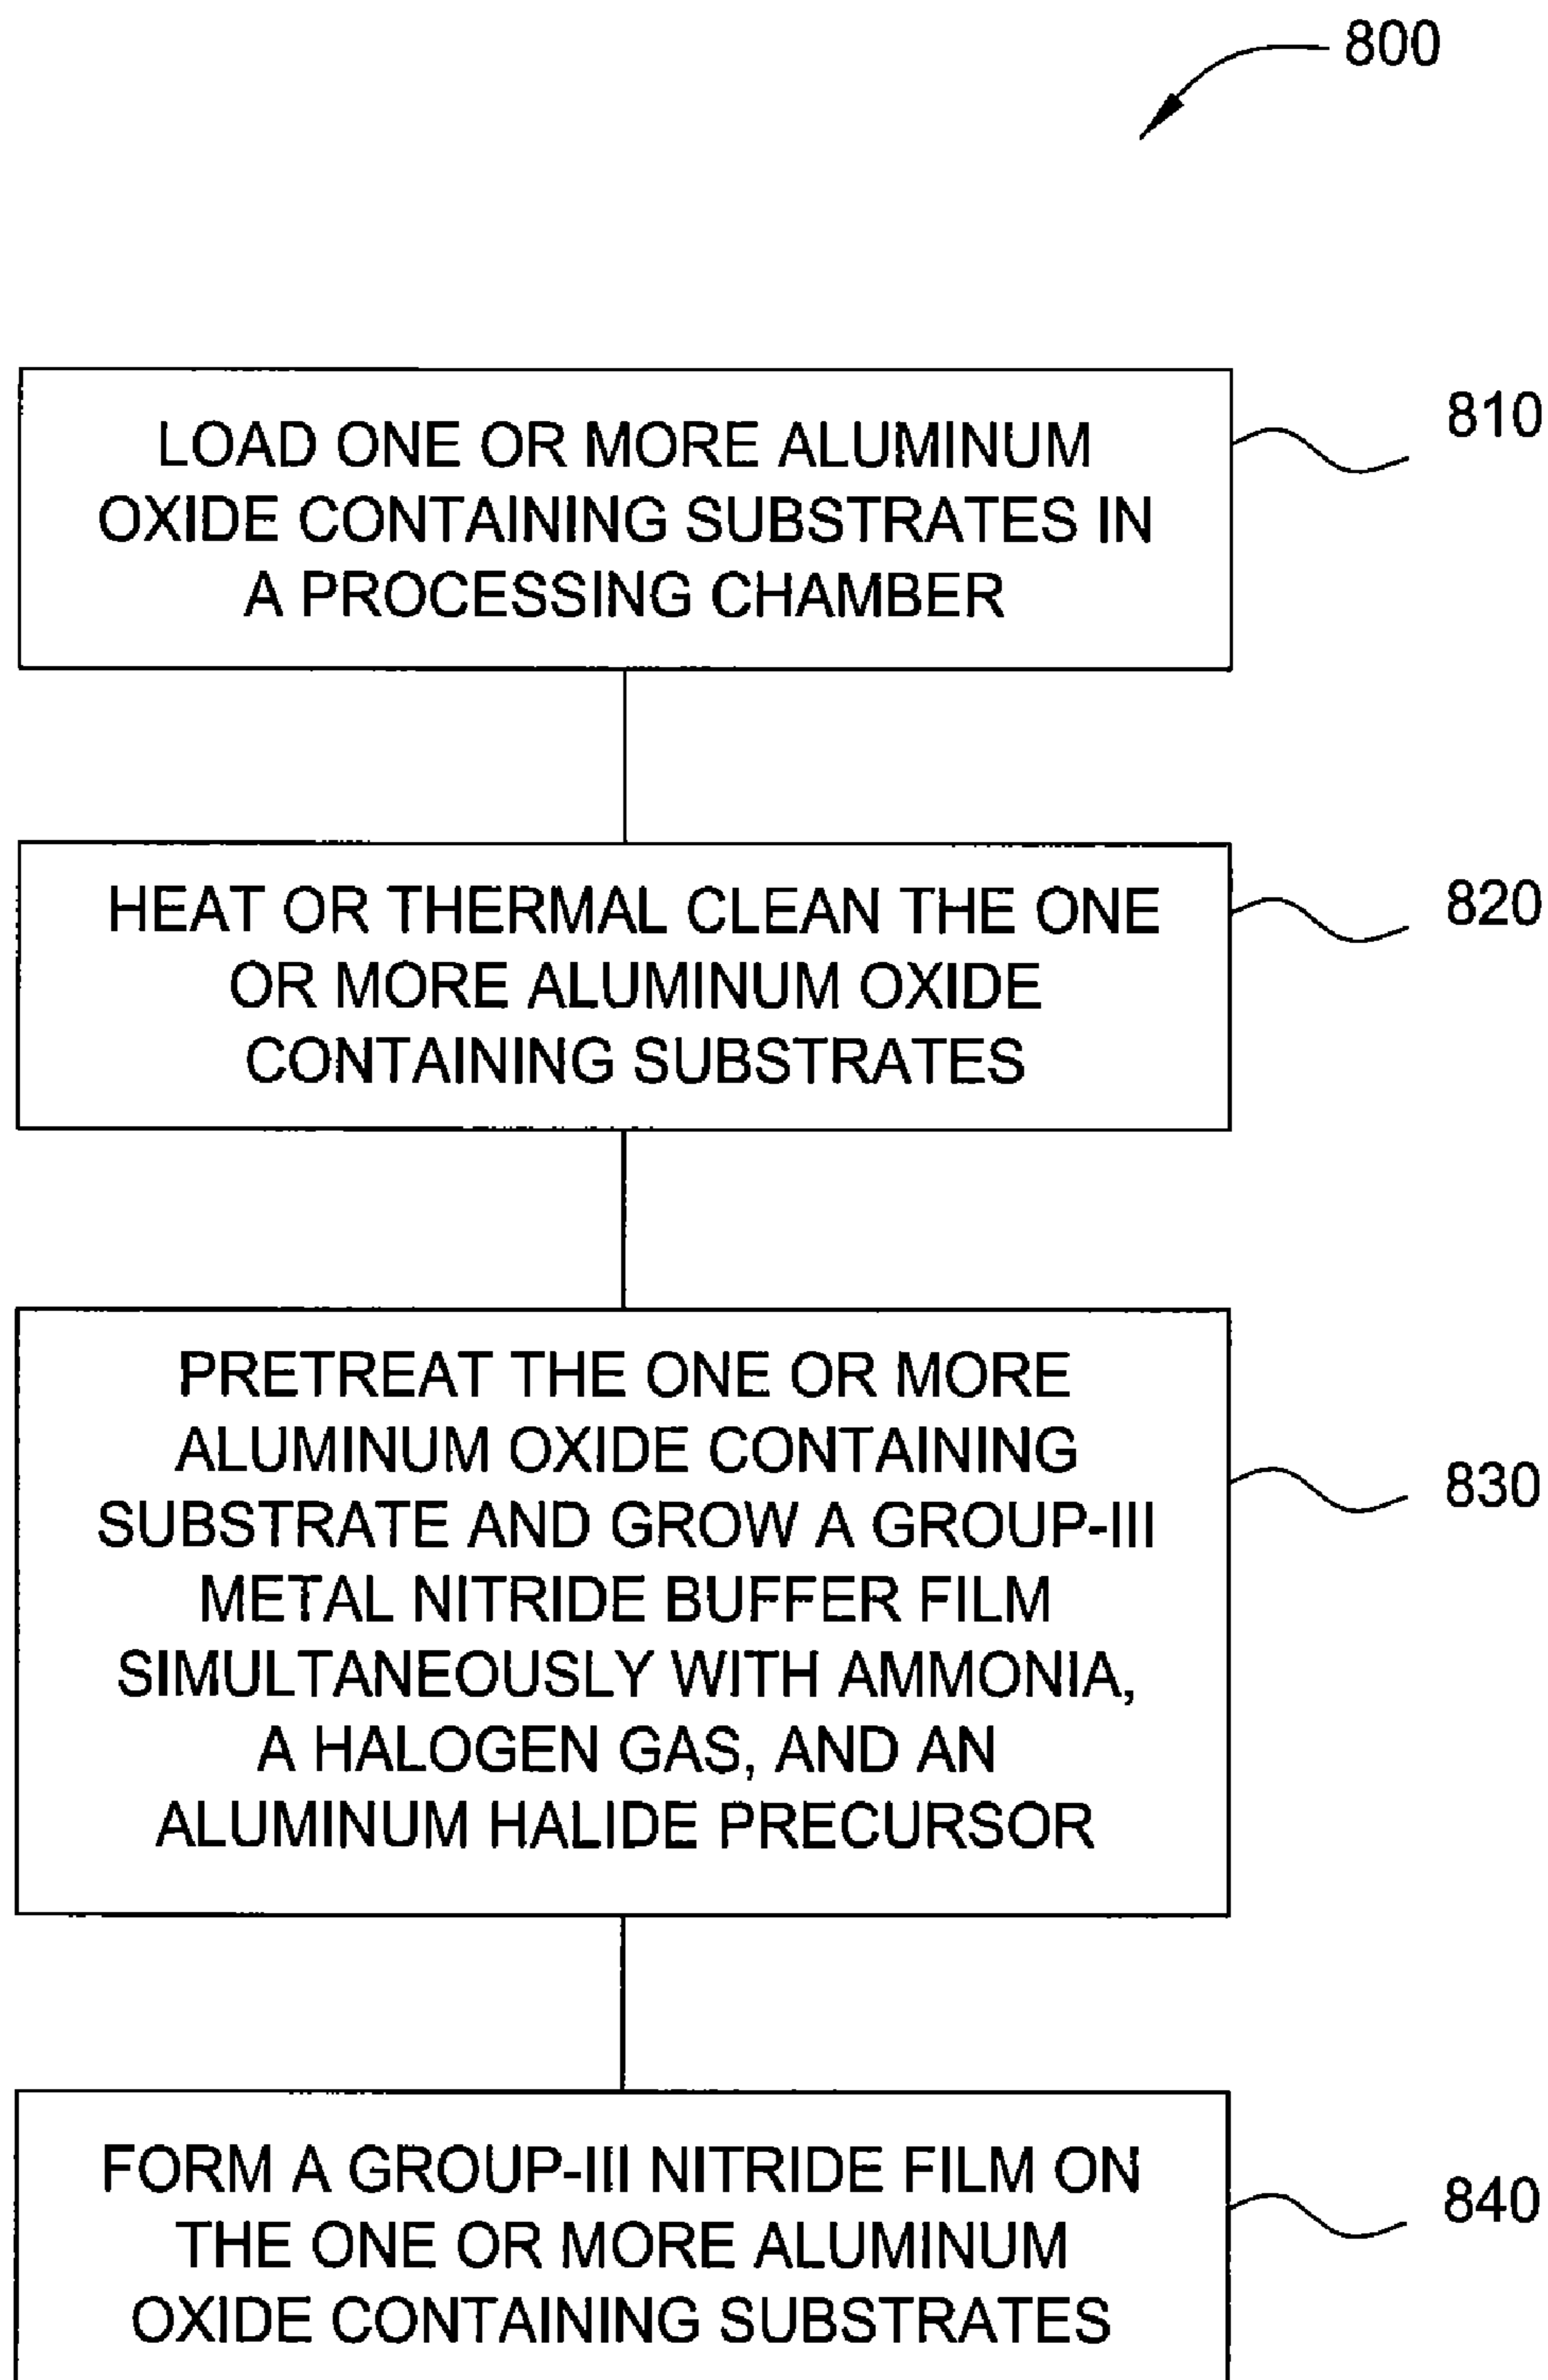 800
LOAD ONE OR MORE ALUMINUM
OXIDE CONTAINING SUBSTRATES IN
A PROCESSING CHAMBER
810
HEAT OR THERMAL CLEAN THE ONE
OR MORE ALUMINUM OXIDE
CONTAINING SUBSTRATES
820
PRETREAT THE ONE OR MORE
ALUMINUM OXIDE CONTAINING
SUBSTRATE AND GROW A GROUP-III
METAL NITRIDE BUFFER FILM
SIMULTANEOUSLY WITH AMMONIA,
A HALOGEN GAS, AND AN
ALUMINUM HALIDE PRECURSOR
830
FORM A GROUP-III NITRIDE FILM ON
THE ONE OR MORE ALUMINUM
OXIDE CONTAINING SUBSTRATES
840